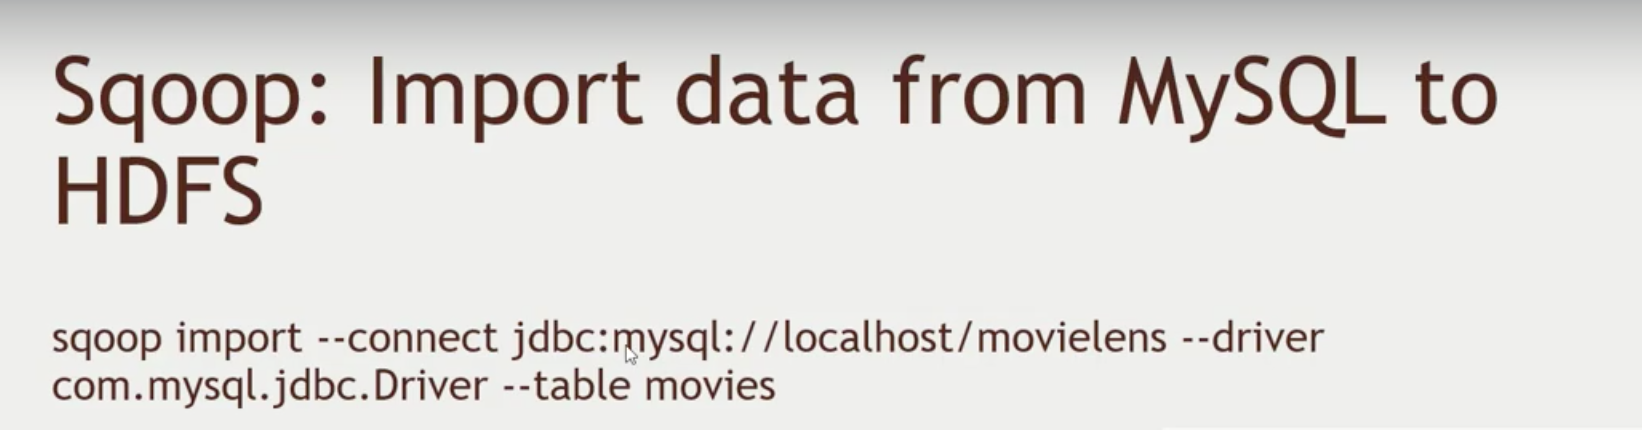 Sqoop: Import data from MySQL to
HDFS
sqoop import --connect jdbc:mysql://localhost/movielens --driver
com.mysql.jdbc.Driver --table movies